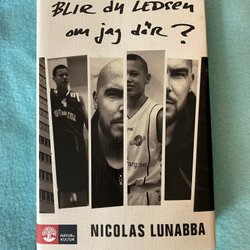 BLIR du LEDSEN
om jag dör?
NATUR & KULTUR
NICOLAS LUNABBA